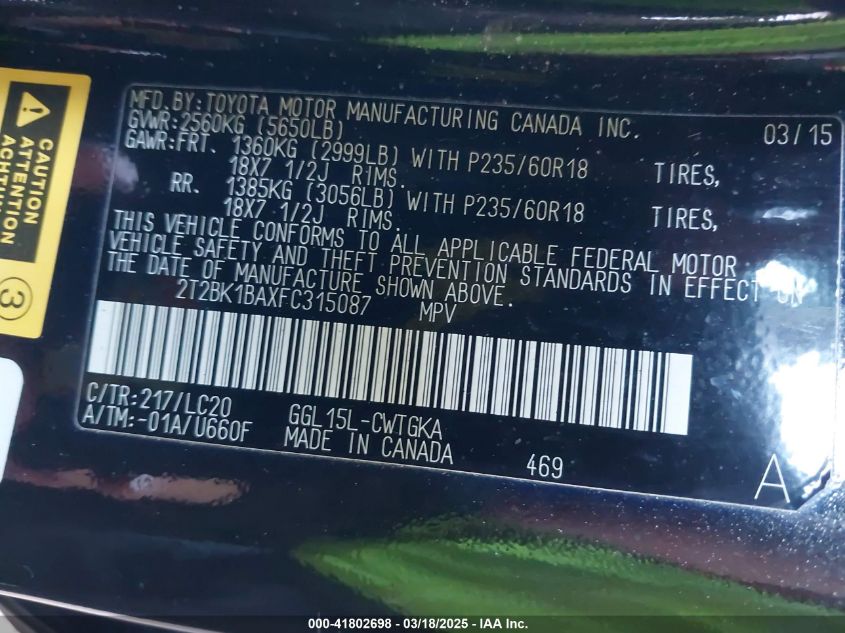 MFD.BY:TOYOTA MOTOR MANUFACTURING CANADA INC. 03/15
GVWR:2560KG (5650LB)
GAWR:FRT. 1360KG (2999LB) WITH P235/60R18 TIRES,
18X7 1/2J RIMS.
RR. 1385KG (3056LB) WITH P235/60R18 TIRES,
18X7 1/2J RIMS.
THIS VEHICLE CONFORMS TO ALL APPLICABLE FEDERAL MOTOR
VEHICLE SAFETY AND THEFT PREVENTION STANDARDS IN EFFECT ON
THE DATE OF MANUFACTURE SHOWN ABOVE.
2T2BK1BAXFC315087 MPV
C/TR:217/LC20 GGL15L-CWTGKA
A/TM:-01A/U660F MADE IN CANADA 469 A
CAUTION
ATTENTION
3
000-41802698 - 03/18/2025 - IAA Inc.